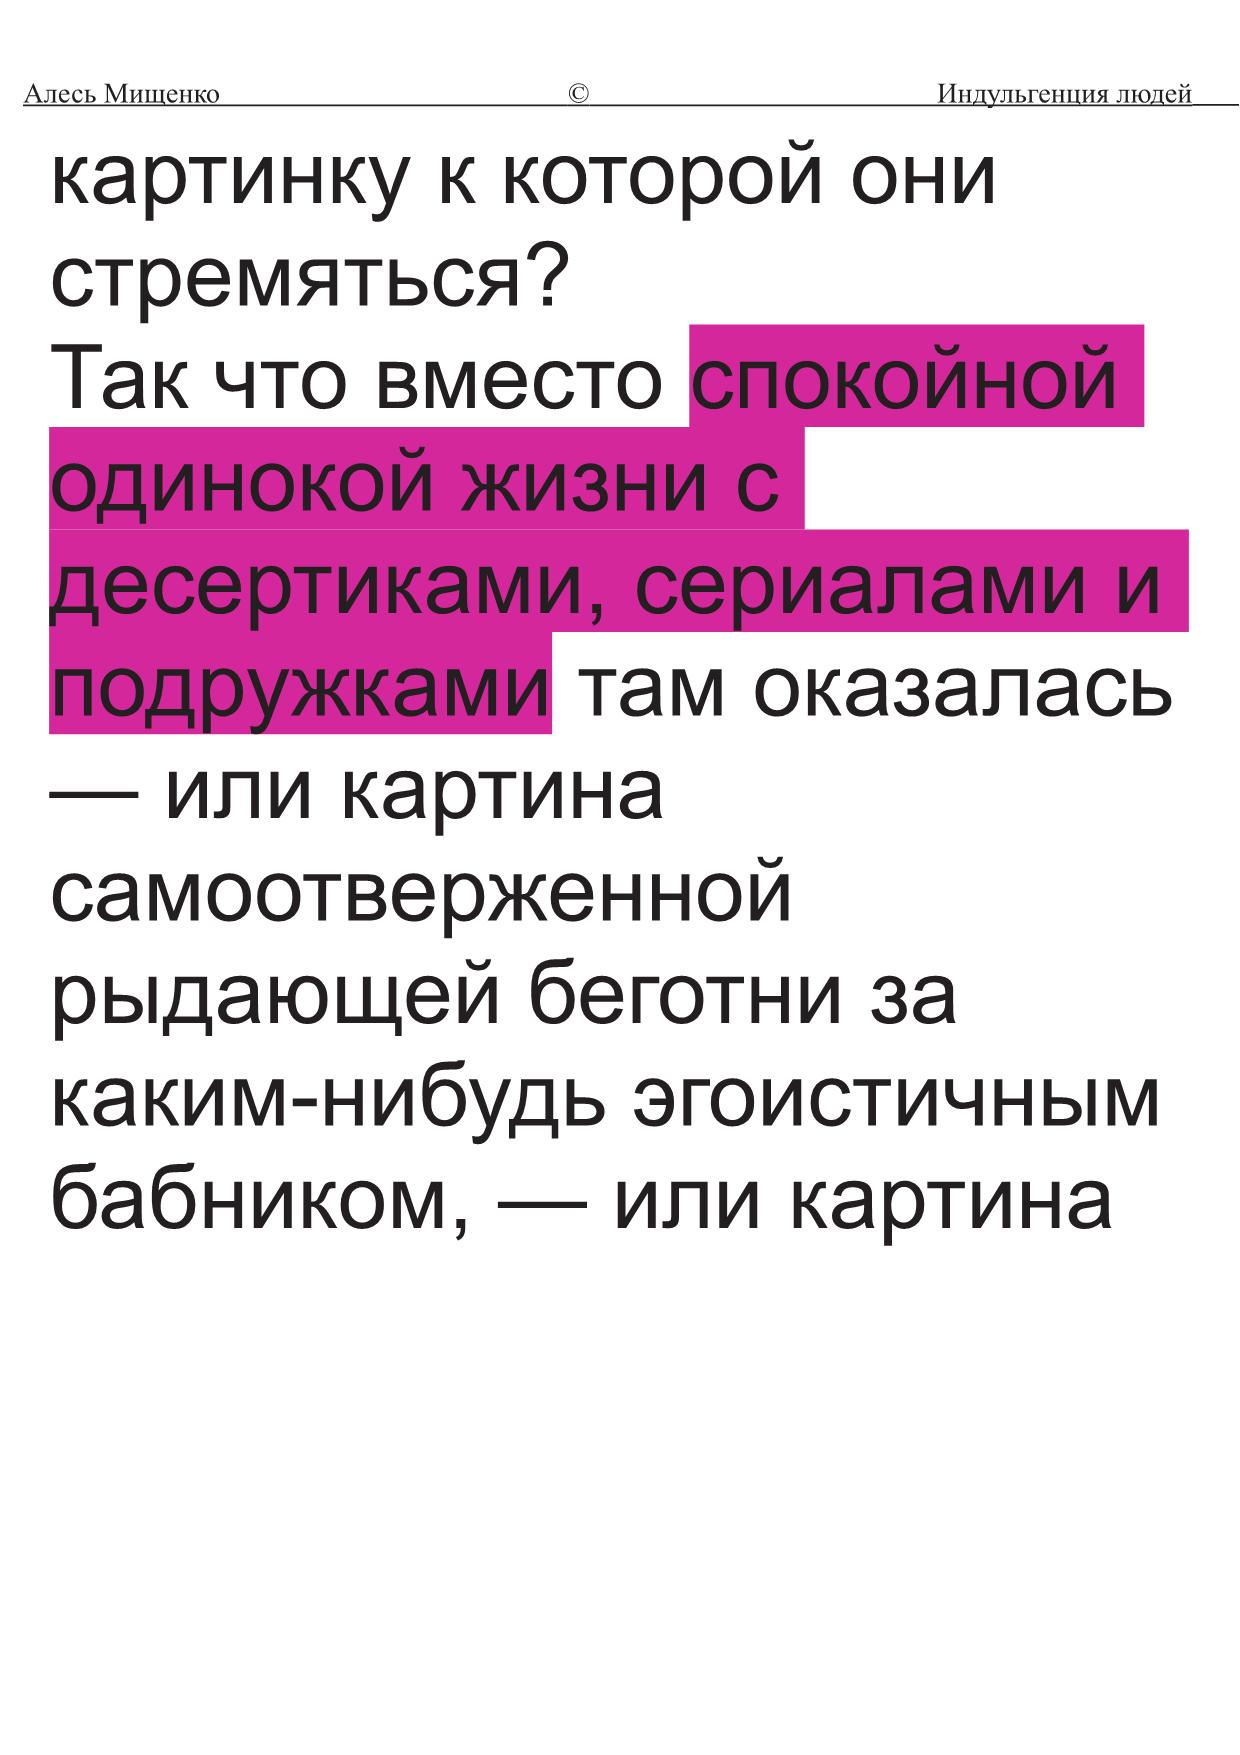 Алесь Мищенко © Индульгенция людей
картинку к которой они
стремяться?
Так что вместо спокойной
одинокой жизни с
десертиками, сериалами и
подружками там оказалась
— или картина
самоотверженной
рыдающей беготни за
каким-нибудь эгоистичным
бабником, — или картина